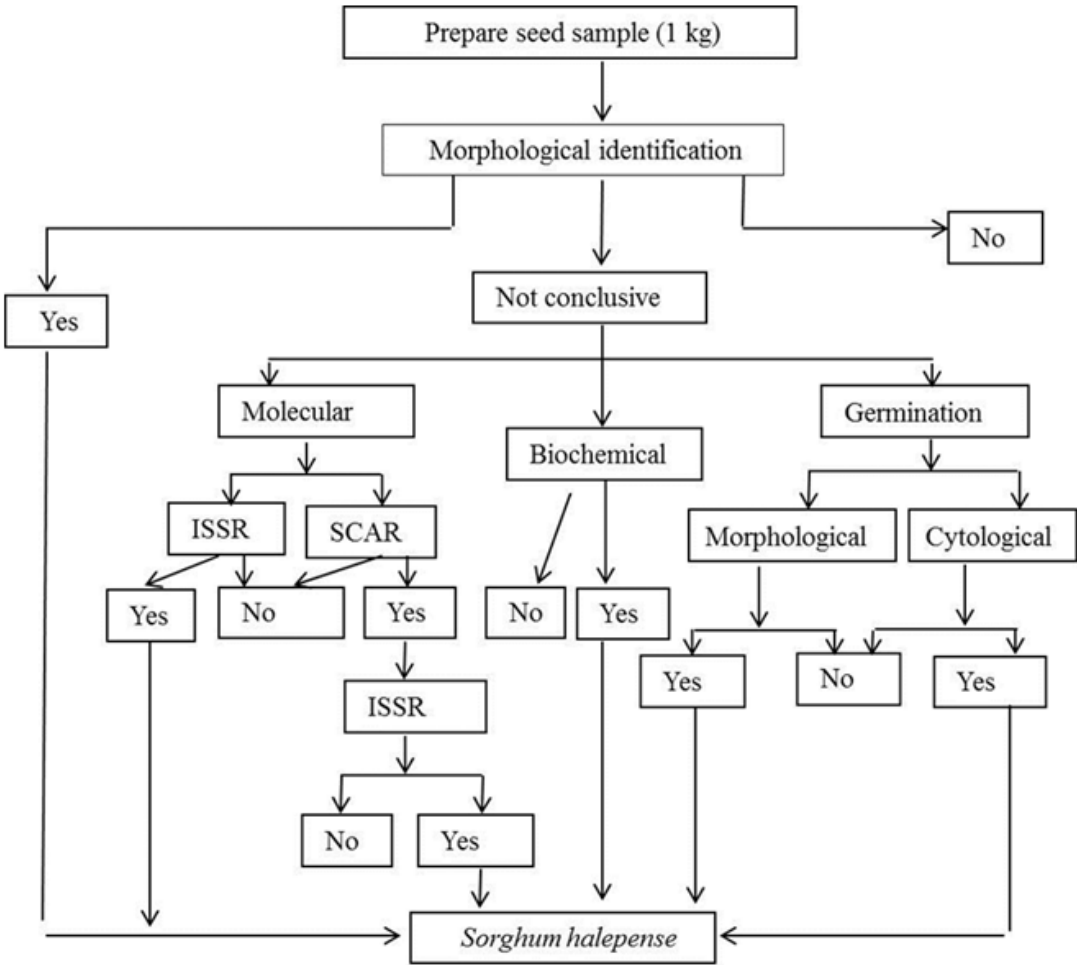 Prepare seed sample (1 kg)
Morphological identification
No
Yes
Not conclusive
Molecular
Biochemical
Germination
ISSR
SCAR
Morphological
Cytological
Yes
No
Yes
No
Yes
Yes
No
Yes
ISSR
No
Yes
Sorghum halepense